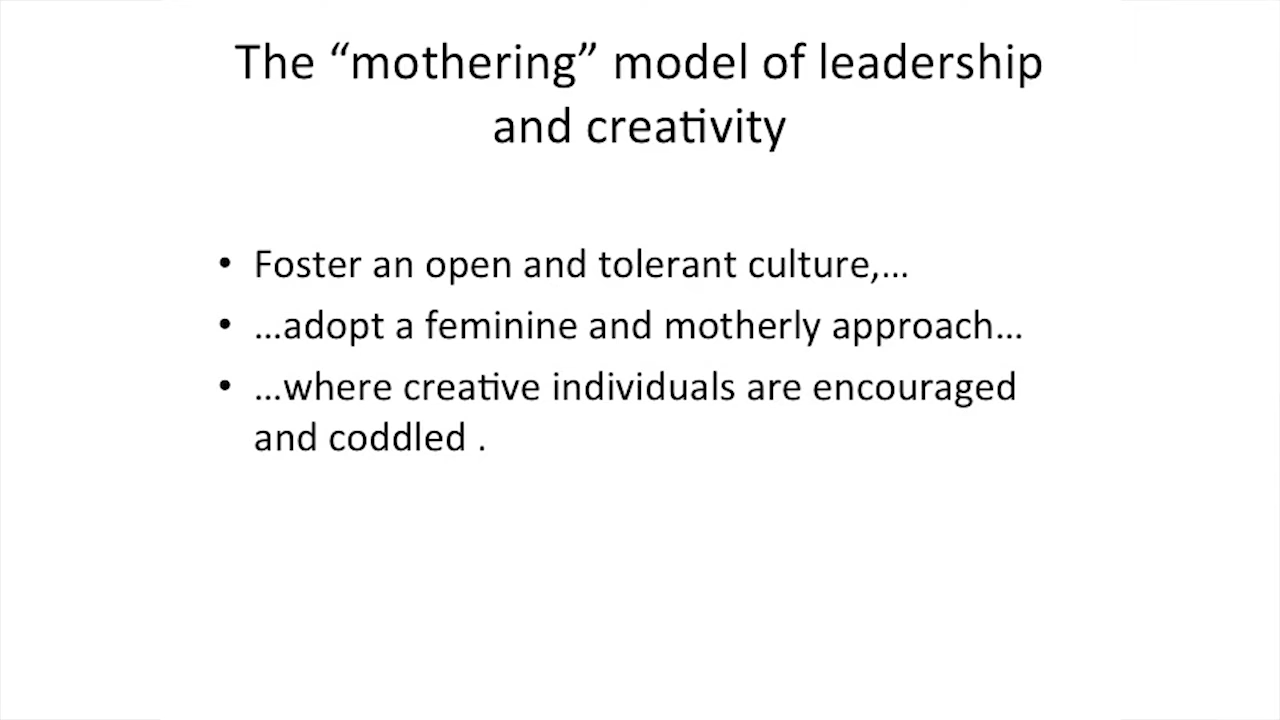 The “mothering” model of leadership
and creativity
• Foster an open and tolerant culture,...
• ...adopt a feminine and motherly approach...
• ...where creative individuals are encouraged
and coddled .